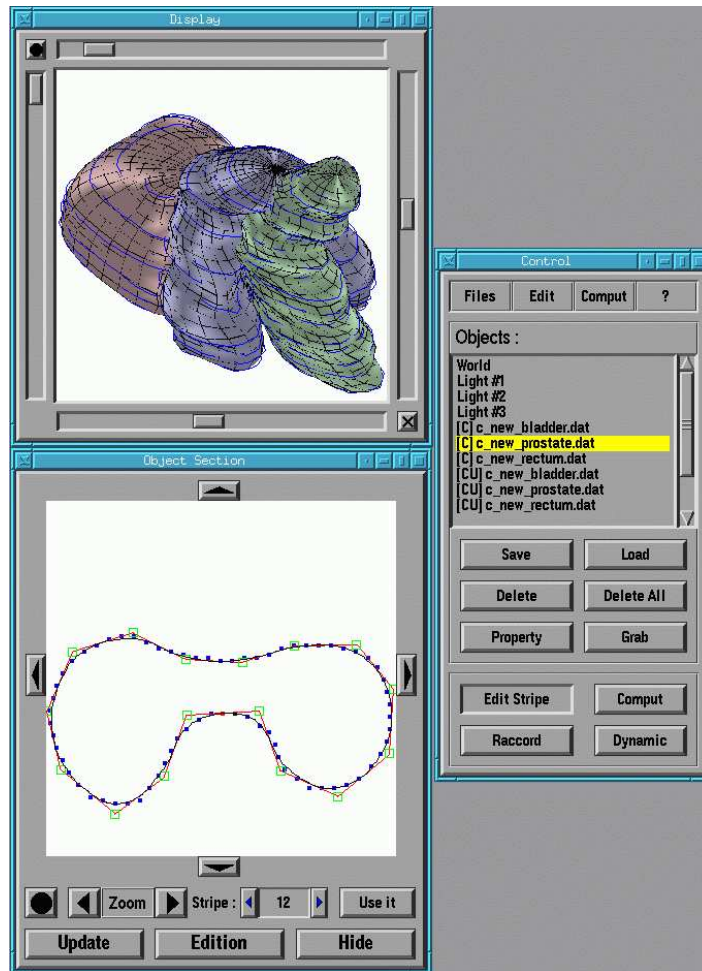 Display
Control
Files Edit Comput ?
Objects :
World
Light #1
Light #2
Light #3
[C] c_new_bladder.dat
[C] c_new_prostate.dat
[C] c_new_rectum.dat
[CU] c_new_bladder.dat
[CU] c_new_prostate.dat
[CU] c_new_rectum.dat
Save Load
Delete Delete All
Property Grab
Edit Stripe Comput
Raccord Dynamic
Object Section
Zoom Stripe : 12 Use it
Update Edition Hide